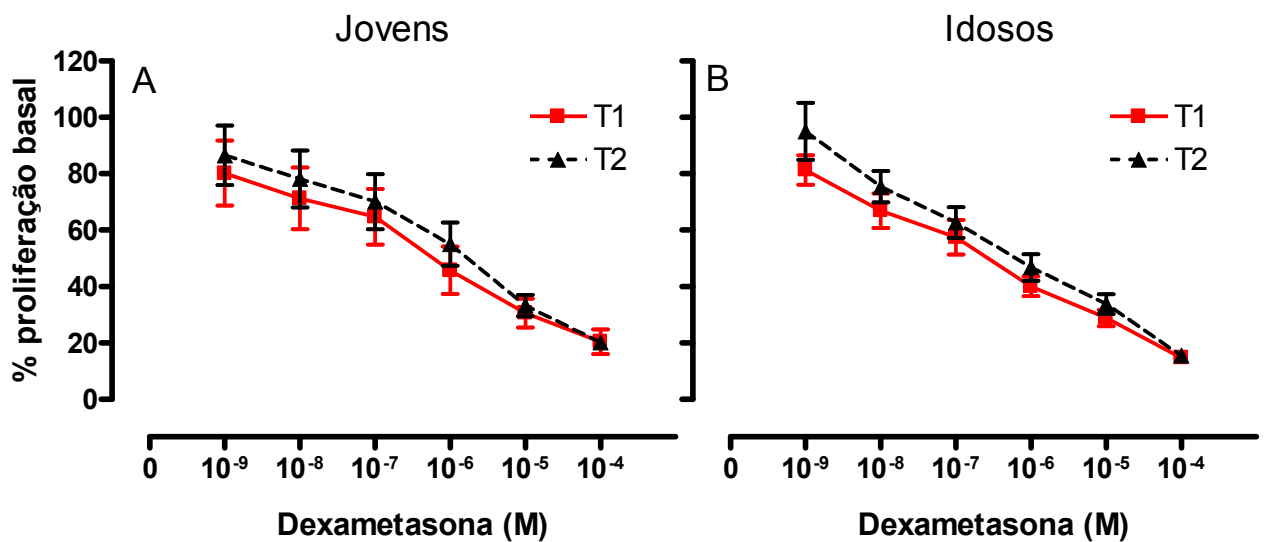 Jovens
A
% proliferação basal
120
100
80
60
40
20
0
T1
T2
0 10⁻⁹ 10⁻⁸ 10⁻⁷ 10⁻⁶ 10⁻⁵ 10⁻⁴
Dexametasona (M)
Idosos
B
T1
T2
0 10⁻⁹ 10⁻⁸ 10⁻⁷ 10⁻⁶ 10⁻⁵ 10⁻⁴
Dexametasona (M)